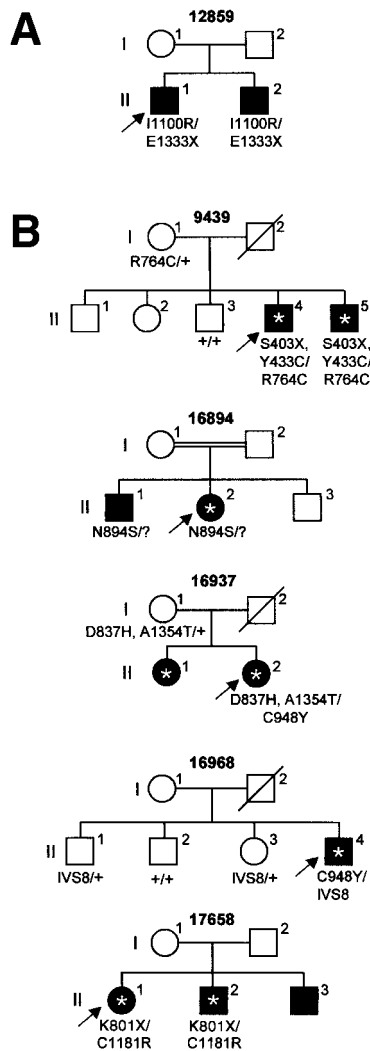 A
12859
I 1 2
II 1 2
I1100R/ I1100R/
E1333X E1333X
B
9439
I 1 2
R764C/+
II 1 2 3 * 4 * 5
+/+ S403X, S403X,
Y433C/ Y433C/
R764C R764C
16894
I 1 2
II 1 * 2 3
N894S/? N894S/?
16937
I 1 2
D837H, A1354T/+
II * 1 * 2
D837H, A1354T/
C948Y
16968
I 1 2
II 1 2 3 * 4
IVS8/+ +/+ IVS8/+ C948Y/
IVS8
17658
I 1 2
II * 1 * 2 3
K801X/ K801X/
C1181R C1181R